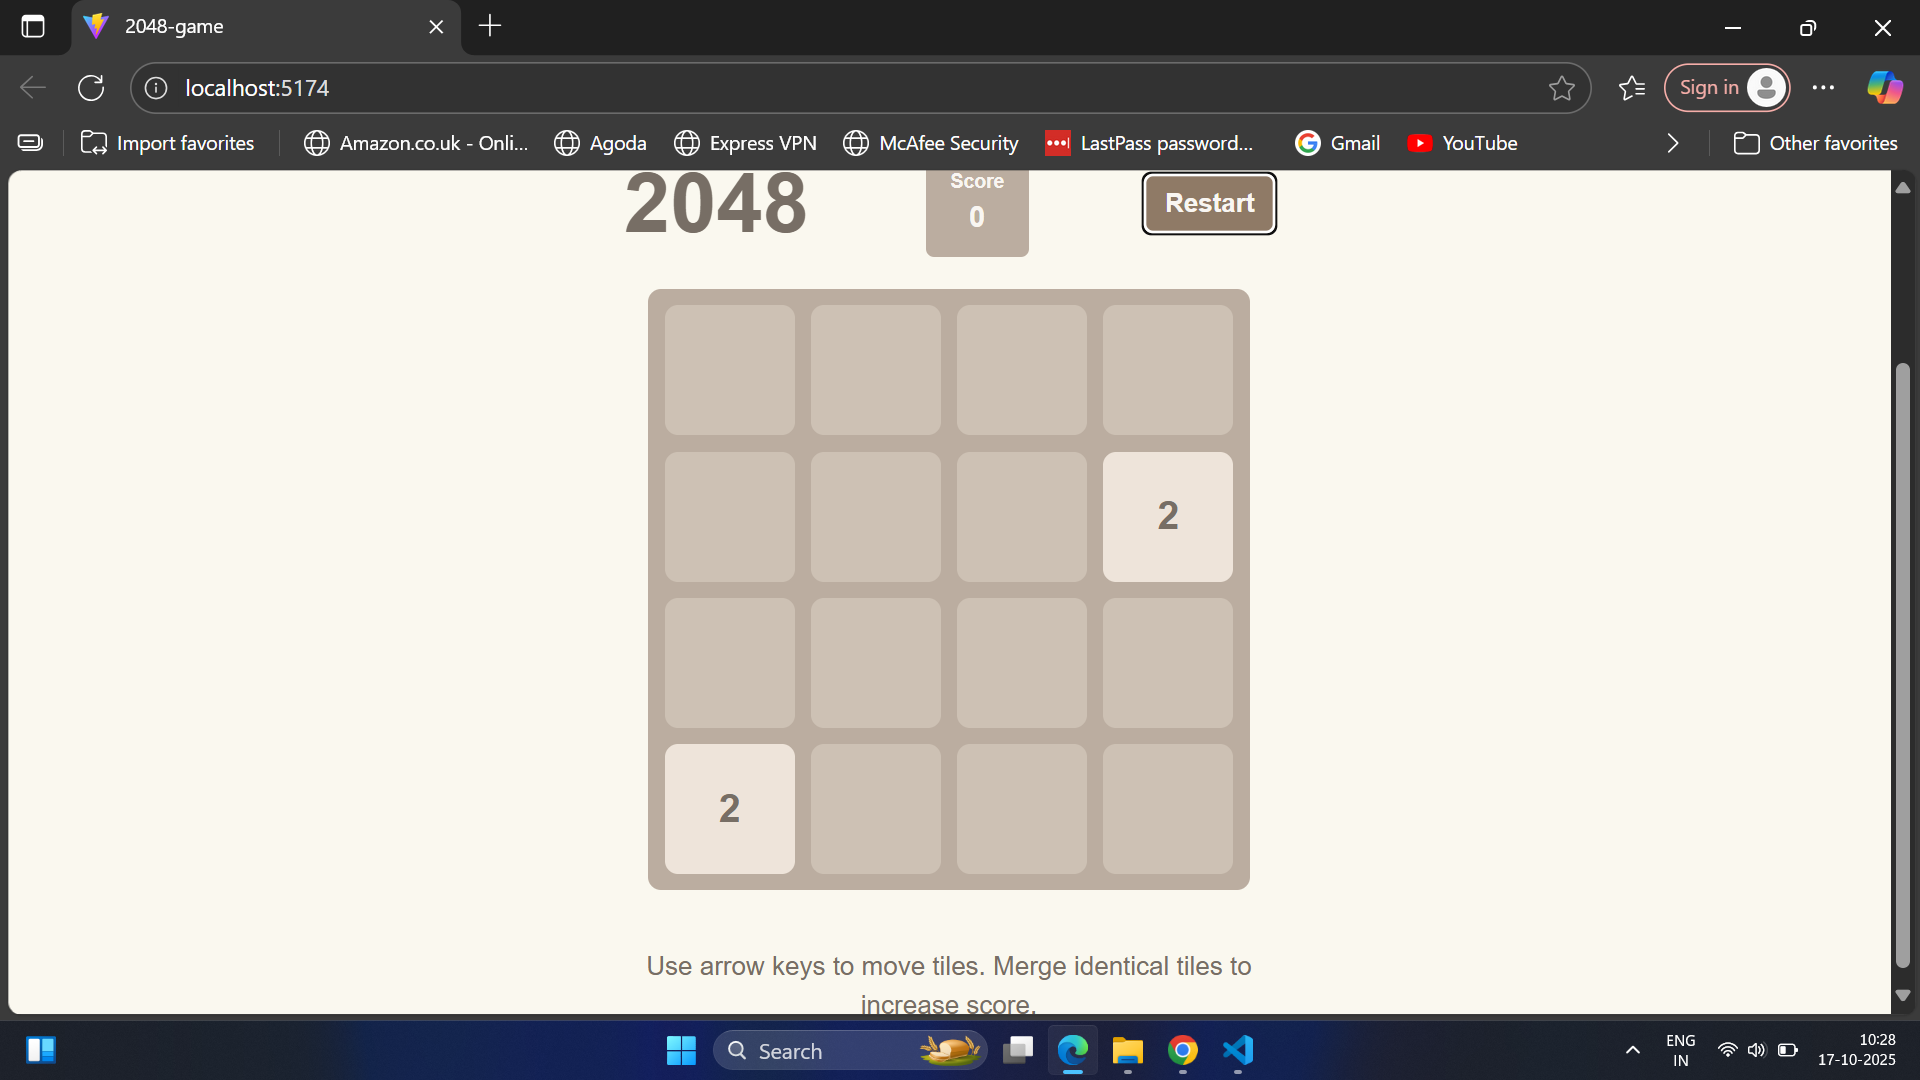 2048-game
localhost:5174
Sign in
Import favorites
Amazon.co.uk - Onli...
Agoda
Express VPN
McAfee Security
LastPass password...
Gmail
YouTube
Other favorites
2048
Score
0
Restart
2
2
Use arrow keys to move tiles. Merge identical tiles to
increase score.
Search
ENG
IN
10:28
17-10-2025